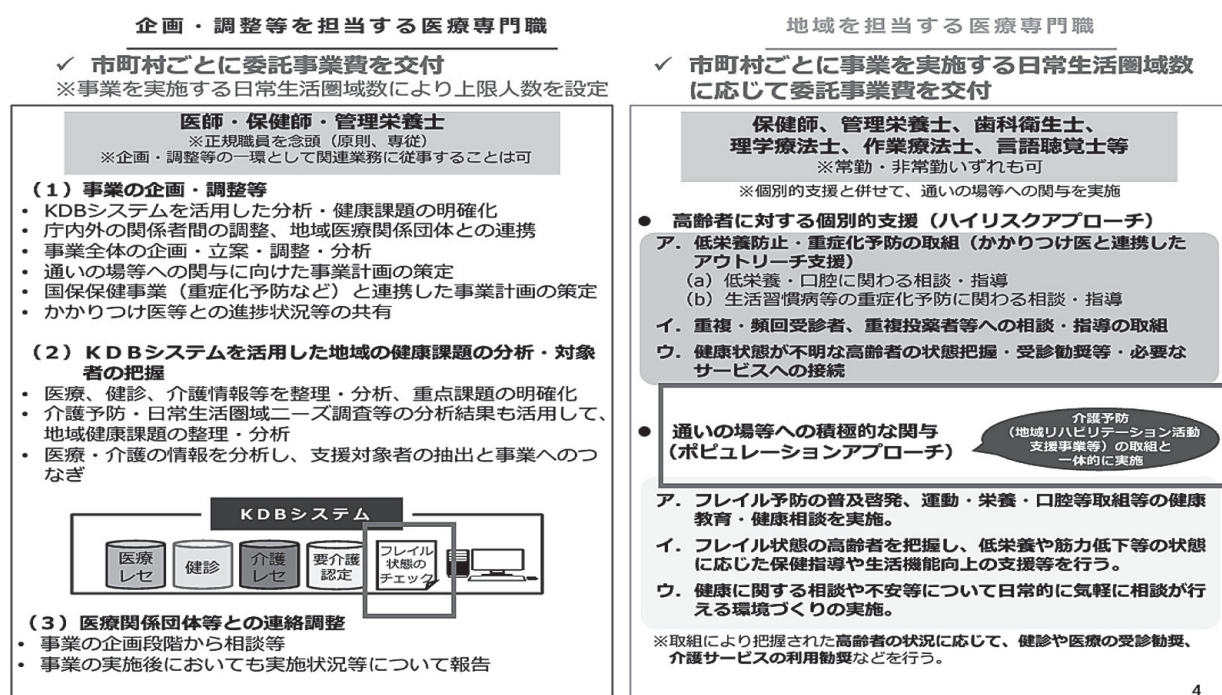 企画・調整等を担当する医療専門職
✓ 市町村ごとに委託事業費を交付
※事業を実施する日常生活圏域数により上限人数を設定
医師・保健師・管理栄養士
※正規職員を念頭（原則、専従）
※企画・調整等の一環として関連業務に従事することは可
（1）事業の企画・調整等
• KDBシステムを活用した分析・健康課題の明確化
• 庁内外の関係者間の調整、地域医療関係団体との連携
• 事業全体の企画・立案・調整・分析
• 通いの場等への関与に向けた事業計画の策定
• 国保保健事業（重症化予防など）と連携した事業計画の策定
• かかりつけ医等との進捗状況等の共有
（2）ＫＤＢシステムを活用した地域の健康課題の分析・対象
者の把握
• 医療、健診、介護情報等を整理・分析、重点課題の明確化
• 介護予防・日常生活圏域ニーズ調査等の分析結果も活用して、
地域健康課題の整理・分析
• 医療・介護の情報を分析し、支援対象者の抽出と事業へのつ
なぎ
KDBシステム
医療
レセ
健診
介護
レセ
要介護
認定
フレイル
状態の
チェック
（3）医療関係団体等との連絡調整
• 事業の企画段階から相談等
• 事業の実施後においても実施状況等について報告
地域を担当する医療専門職
✓ 市町村ごとに事業を実施する日常生活圏域数
に応じて委託事業費を交付
保健師、管理栄養士、歯科衛生士、
理学療法士、作業療法士、言語聴覚士等
※常勤・非常勤いずれも可
※個別的支援と併せて、通いの場等への関与を実施
● 高齢者に対する個別的支援（ハイリスクアプローチ）
ア．低栄養防止・重症化予防の取組（かかりつけ医と連携した
アウトリーチ支援）
（a）低栄養・口腔に関わる相談・指導
（b）生活習慣病等の重症化予防に関わる相談・指導
イ．重複・頻回受診者、重複投薬者等への相談・指導の取組
ウ．健康状態が不明な高齢者の状態把握・受診勧奨等・必要な
サービスへの接続
● 通いの場等への積極的な関与
（ポピュレーションアプローチ）
介護予防
（地域リハビリテーション活動
支援事業等）の取組と
一体的に実施
ア．フレイル予防の普及啓発、運動・栄養・口腔等取組等の健康
教育・健康相談を実施。
イ．フレイル状態の高齢者を把握し、低栄養や筋力低下等の状態
に応じた保健指導や生活機能向上の支援等を行う。
ウ．健康に関する相談や不安等について日常的に気軽に相談が行
える環境づくりの実施。
※取組により把握された高齢者の状況に応じて、健診や医療の受診勧奨、
介護サービスの利用勧奨などを行う。
4